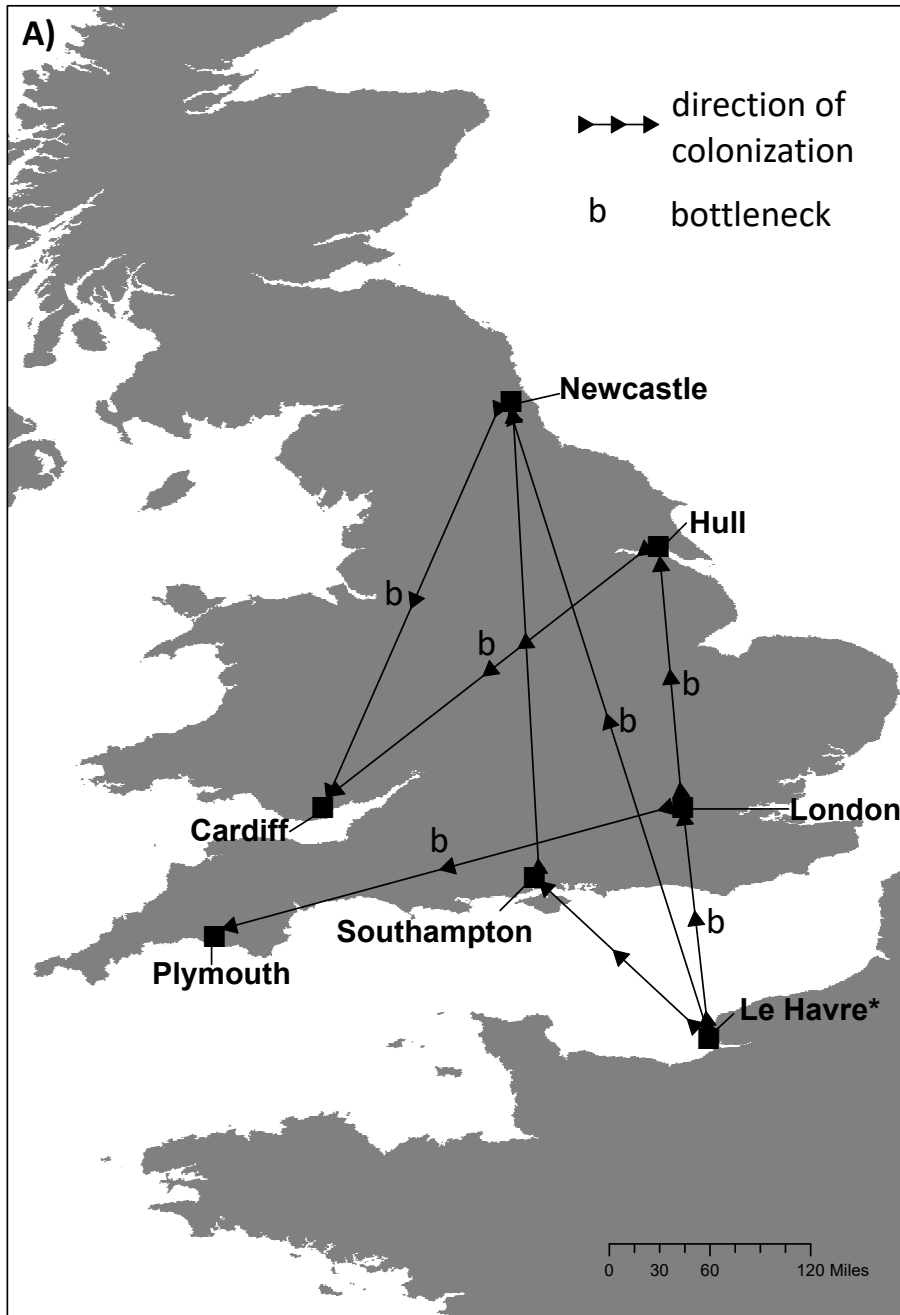 A)
direction of
colonization
b bottleneck
Newcastle
Hull
b
b
b
b
London
Cardiff
b
Southampton
b
Plymouth
Le Havre*
0 30 60 120 Miles